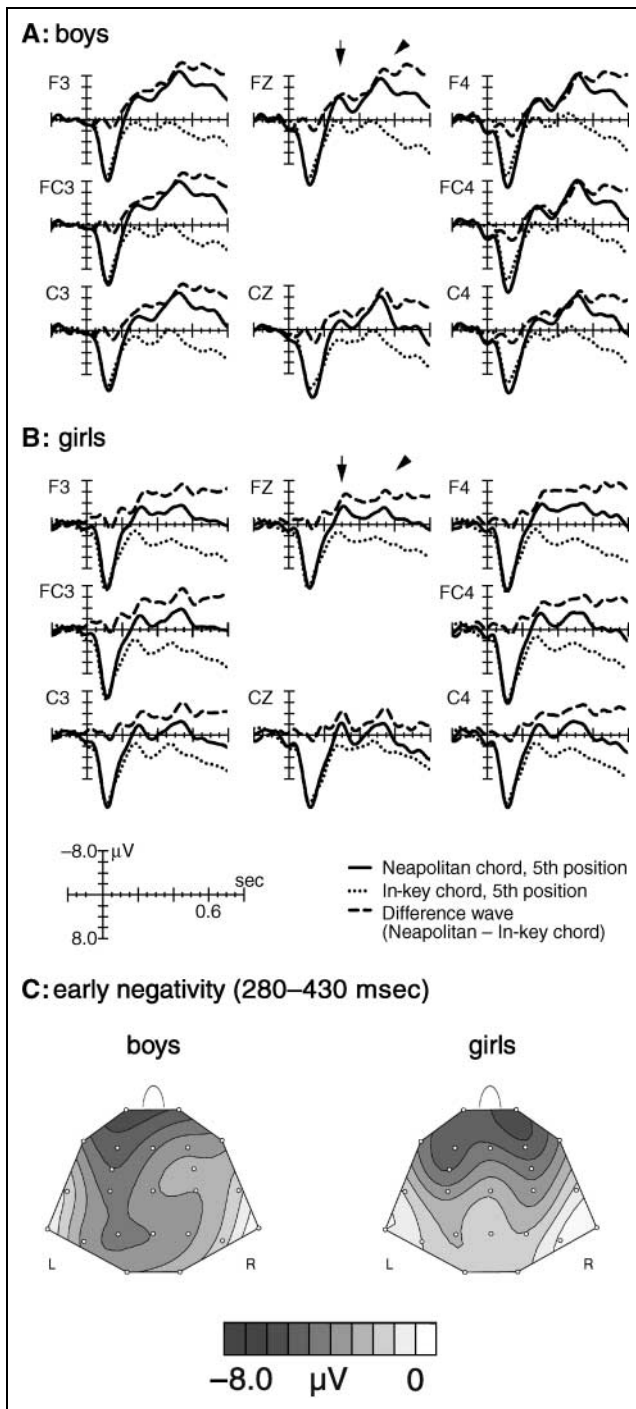 A: boys
F3 FZ F4
FC3 FC4
C3 CZ C4
B: girls
F3 FZ F4
FC3 FC4
C3 CZ C4
−8.0 µV
sec
0.6
8.0
Neapolitan chord, 5th position
In-key chord, 5th position
Difference wave
(Neapolitan – In-key chord)
C: early negativity (280–430 msec)
boys girls
L R L R
−8.0 µV 0